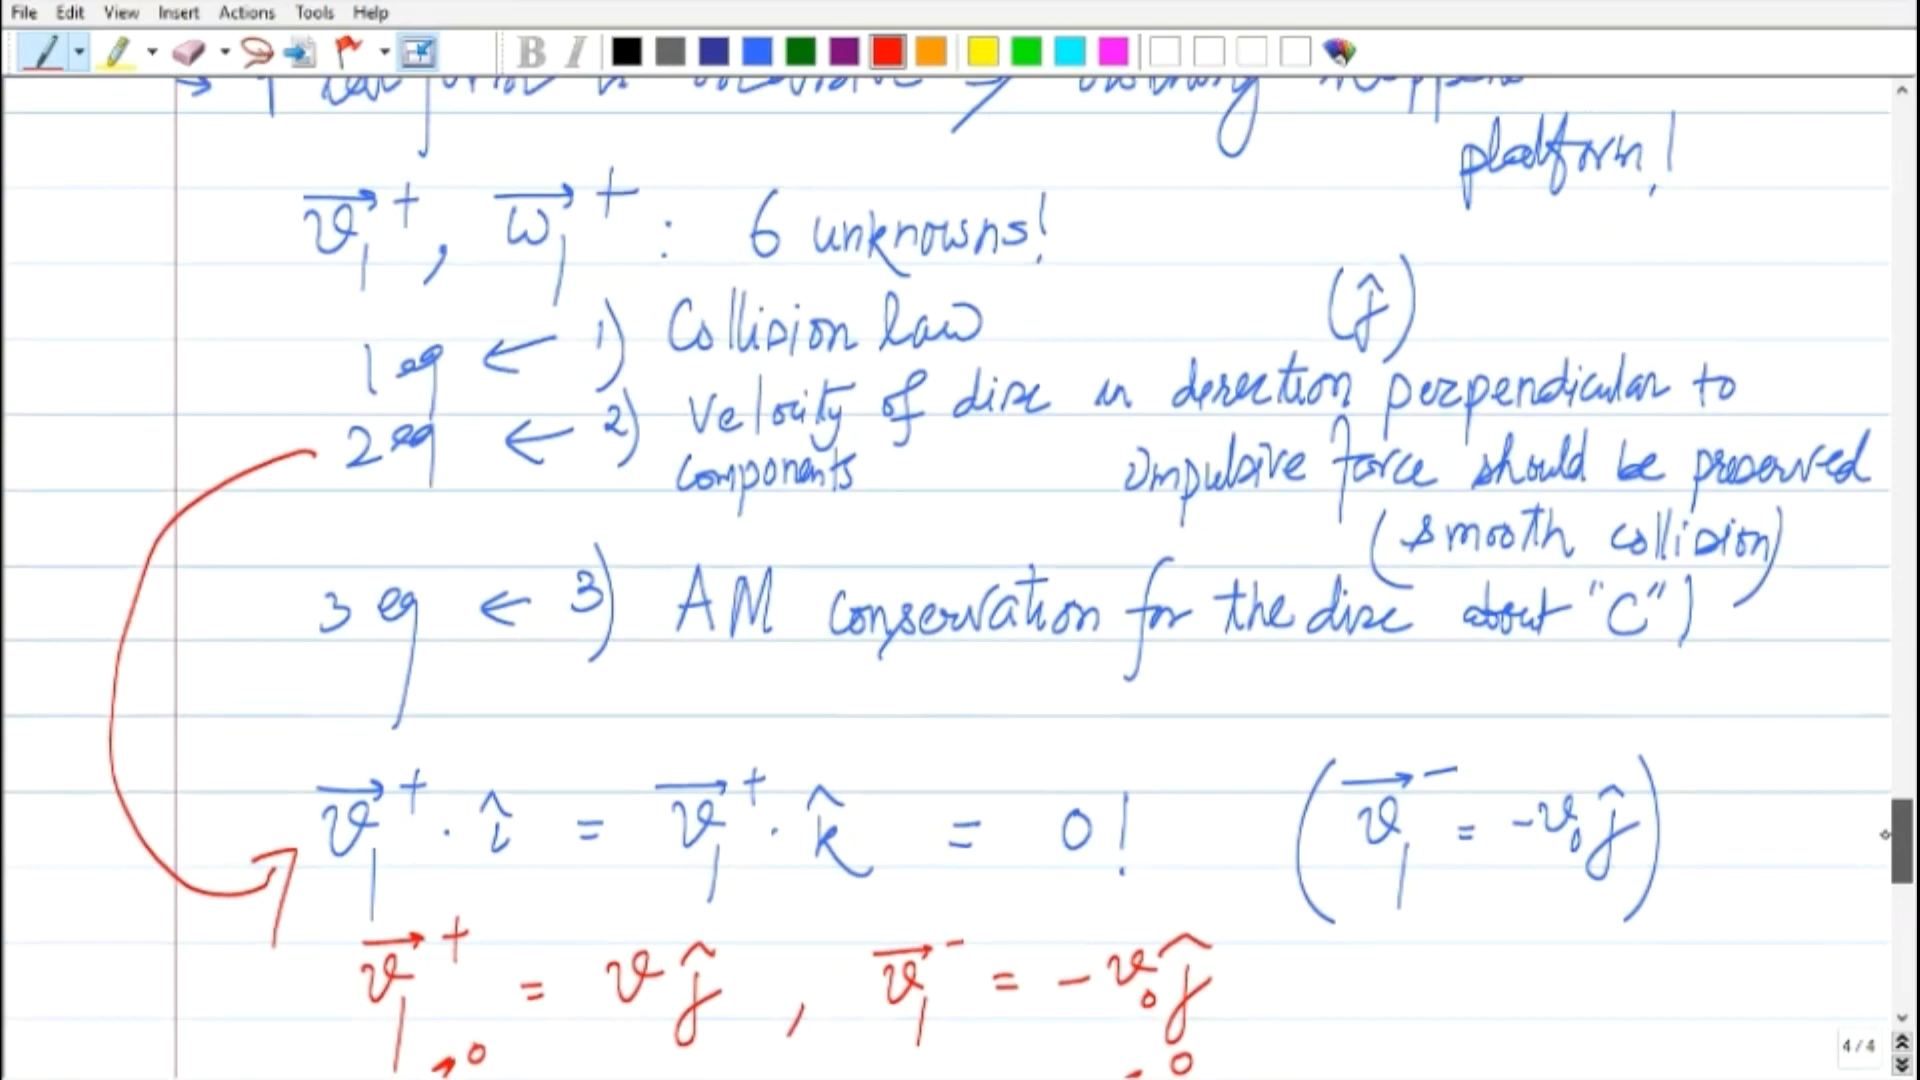 File Edit View Insert Actions Tools Help
B I
platform!
v₁⃗⁺, ω₁⃗⁺ : 6 unknowns!
(ĵ)
1 eq ← 1) Collision law
2 eq ← 2) Velocity of disc in direction perpendicular to
components impulsive force should be preserved
(smooth collision)
3 eq ← 3) AM conservation for the disc about "C")
v₁⃗⁺ · î = v₁⃗⁺ · k̂ = 0! (v₁⃗⁻ = -v₀ĵ)
v₁⃗⁺ = vĵ , v₁⃗⁻ = -v₀ĵ
4 / 4